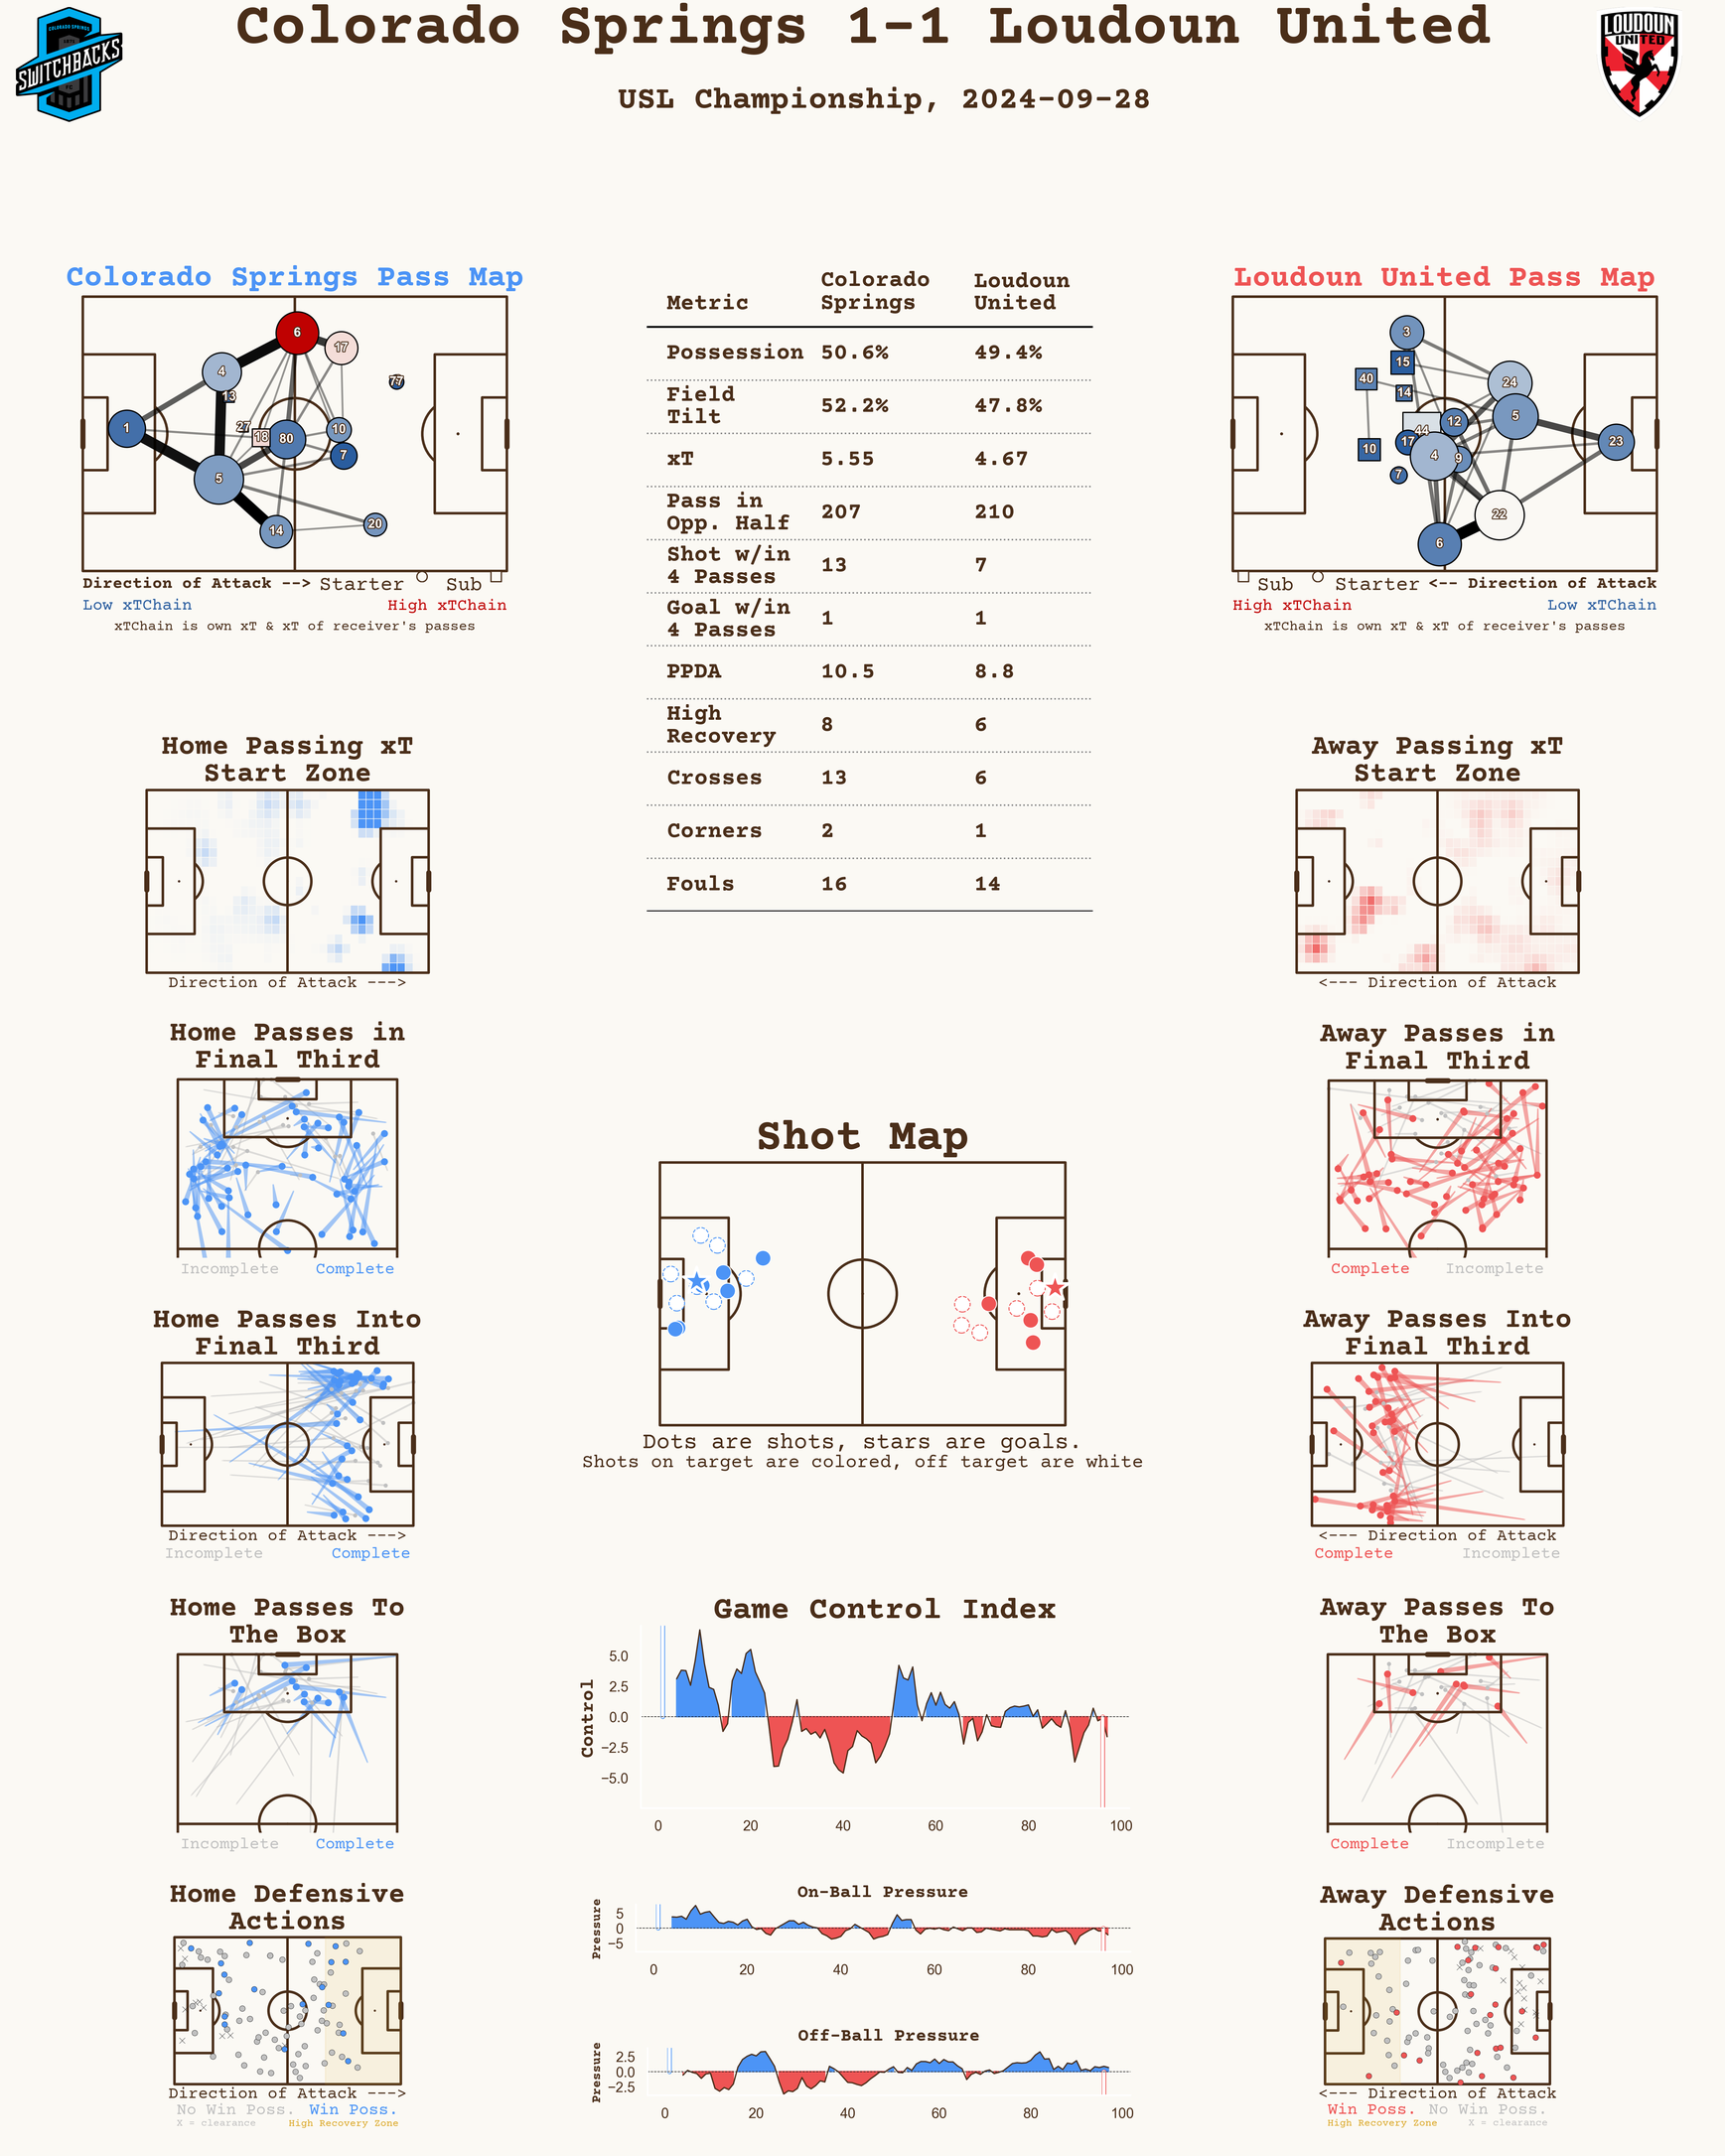 Colorado Springs 1-1 Loudoun United
USL Championship, 2024-09-28
SWITCHBACKS
LOUDOUN
UNITED
Colorado Springs Pass Map
6
17
4
13
77
1
27
18
80
10
7
5
14
20
Direction of Attack --> Starter Sub
Low xTChain High xTChain
xTChain is own xT & xT of receiver's passes
Metric Colorado Springs Loudoun United
Possession 50.6% 49.4%
Field Tilt 52.2% 47.8%
xT 5.55 4.67
Pass in Opp. Half 207 210
Shot w/in 4 Passes 13 7
Goal w/in 4 Passes 1 1
PPDA 10.5 8.8
High Recovery 8 6
Crosses 13 6
Corners 2 1
Fouls 16 14
Loudoun United Pass Map
3
15
40
14
24
5
44
12
17
23
10
4
9
7
22
6
Sub Starter <-- Direction of Attack
High xTChain Low xTChain
xTChain is own xT & xT of receiver's passes
Home Passing xT
Start Zone
Direction of Attack --->
Away Passing xT
Start Zone
<--- Direction of Attack
Home Passes in
Final Third
Incomplete Complete
Away Passes in
Final Third
Complete Incomplete
Shot Map
Dots are shots, stars are goals.
Shots on target are colored, off target are white
Home Passes Into
Final Third
Direction of Attack --->
Incomplete Complete
Away Passes Into
Final Third
<--- Direction of Attack
Complete Incomplete
Home Passes To
The Box
Incomplete Complete
Game Control Index
Control
5.0
2.5
0.0
−2.5
−5.0
0 20 40 60 80 100
Away Passes To
The Box
Complete Incomplete
Home Defensive
Actions
Direction of Attack --->
No Win Poss. Win Poss.
X = clearance High Recovery Zone
On-Ball Pressure
Pressure
5
0
−5
0 20 40 60 80 100
Off-Ball Pressure
Pressure
2.5
0.0
−2.5
0 20 40 60 80 100
Away Defensive
Actions
<--- Direction of Attack
Win Poss. No Win Poss.
High Recovery Zone X = clearance